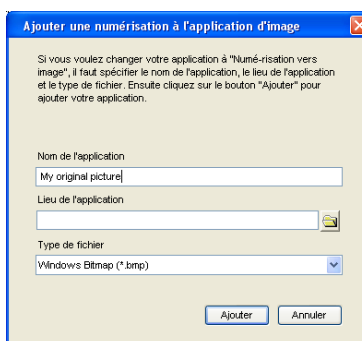 Ajouter une numérisation à l'application d'image
Si vous voulez changer votre application à "Numé-risation vers
image", il faut spécifier le nom de l'application, le lieu de l'application
et le type de fichier. Ensuite cliquez sur le bouton "Ajouter" pour
ajouter votre application.
Nom de l'application
My original picture
Lieu de l'application
Type de fichier
Windows Bitmap (*.bmp)
Ajouter Annuler